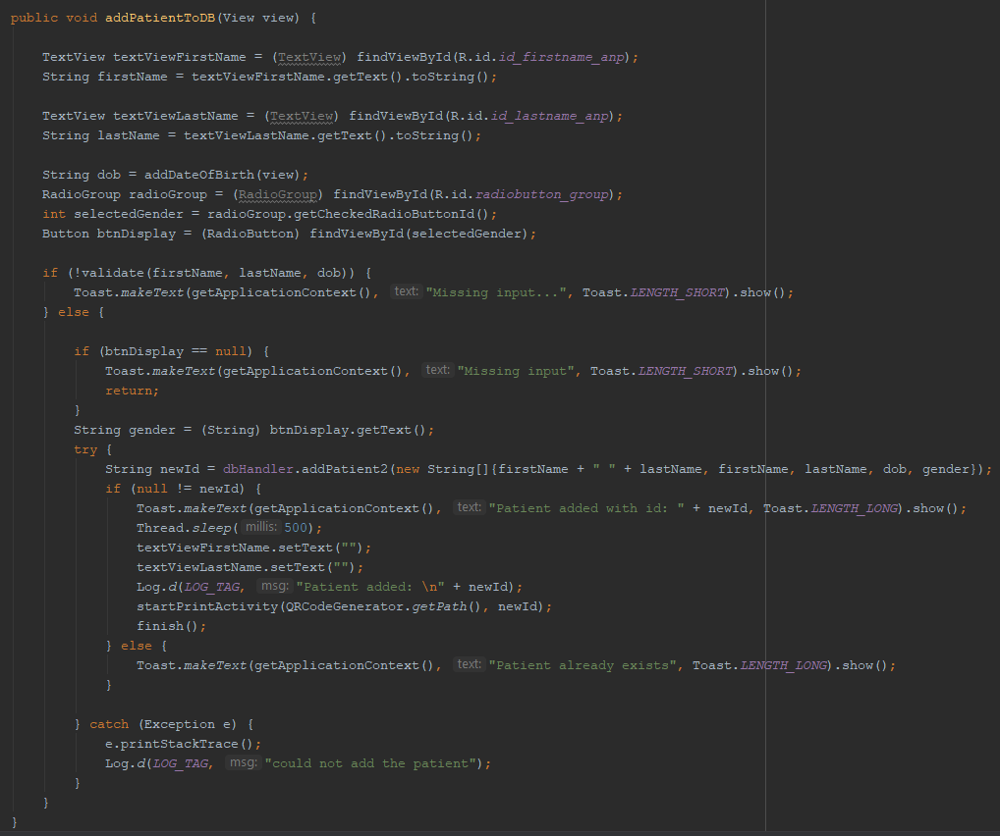 public void addPatientToDB(View view) {
TextView textViewFirstName = (TextView) findViewById(R.id.id_firstname_anp);
String firstName = textViewFirstName.getText().toString();
TextView textViewLastName = (TextView) findViewById(R.id.id_lastname_anp);
String lastName = textViewLastName.getText().toString();
String dob = addDateOfBirth(view);
RadioGroup radioGroup = (RadioGroup) findViewById(R.id.radiobutton_group);
int selectedGender = radioGroup.getCheckedRadioButtonId();
Button btnDisplay = (RadioButton) findViewById(selectedGender);
if (!validate(firstName, lastName, dob)) {
Toast.makeText(getApplicationContext(), text: "Missing input...", Toast.LENGTH_SHORT).show();
} else {
if (btnDisplay == null) {
Toast.makeText(getApplicationContext(), text: "Missing input", Toast.LENGTH_SHORT).show();
return;
}
String gender = (String) btnDisplay.getText();
try {
String newId = dbHandler.addPatient2(new String[]{firstName + " " + lastName, firstName, lastName, dob, gender});
if (null != newId) {
Toast.makeText(getApplicationContext(), text: "Patient added with id: " + newId, Toast.LENGTH_LONG).show();
Thread.sleep( millis: 500);
textViewFirstName.setText("");
textViewLastName.setText("");
Log.d(LOG_TAG, msg: "Patient added: \n" + newId);
startPrintActivity(QRCodeGenerator.getPath(), newId);
finish();
} else {
Toast.makeText(getApplicationContext(), text: "Patient already exists", Toast.LENGTH_LONG).show();
}
} catch (Exception e) {
e.printStackTrace();
Log.d(LOG_TAG, msg: "could not add the patient");
}
}
}